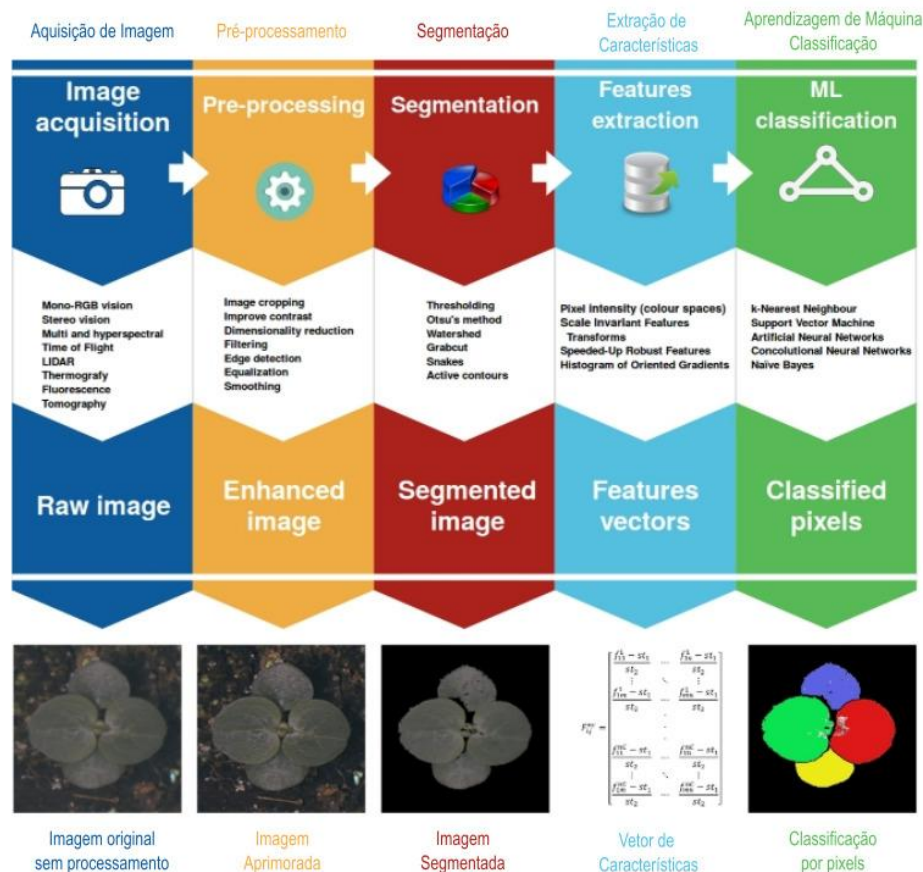 Aquisição de Imagem
Pré-processamento
Segmentação
Extração de
Características
Aprendizagem de Máquina
Classificação
Image
acquisition
Pre-processing
Segmentation
Features
extraction
ML
classification
Mono-RGB vision
Stereo vision
Multi and hyperspectral
Time of Flight
LIDAR
Thermografy
Fluorescence
Tomography
Image cropping
Improve contrast
Dimensionality reduction
Filtering
Edge detection
Equalization
Smoothing
Thresholding
Otsu's method
Watershed
Grabcut
Snakes
Active contours
Pixel intensity (colour spaces)
Scale Invariant Features
Transforms
Speeded-Up Robust Features
Histogram of Oriented Gradients
k-Nearest Neighbour
Support Vector Machine
Artificial Neural Networks
Concolutional Neural Networks
Naïve Bayes
Raw image
Enhanced
image
Segmented
image
Features
vectors
Classified
pixels
Imagem original
sem processamento
Imagem
Aprimorada
Imagem
Segmentada
Vetor de
Características
Classificação
por pixels